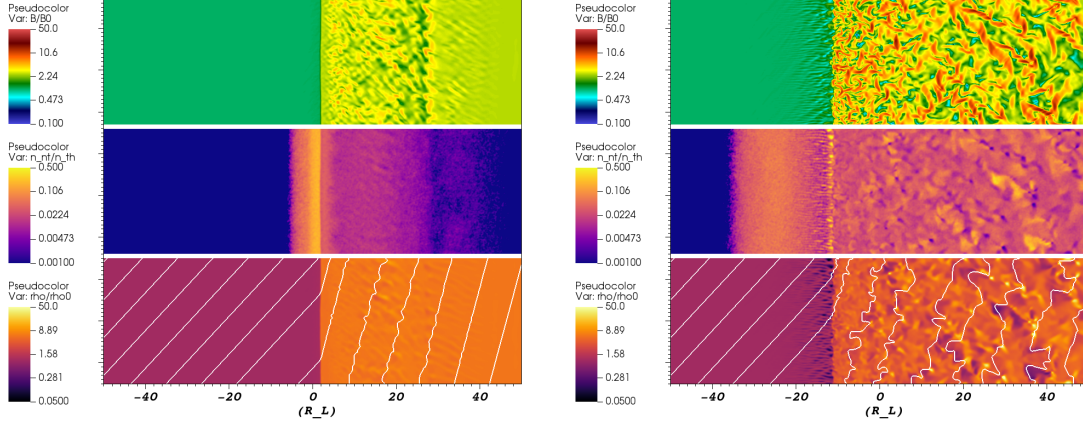 Pseudocolor
Var: B/B0
50.0
10.6
2.24
0.473
0.100
Pseudocolor
Var: n_nt/n_th
0.500
0.106
0.0224
0.00473
0.00100
Pseudocolor
Var: rho/rho0
50.0
8.89
1.58
0.281
0.0500
-40 -20 0 20 40
(R_L)
Pseudocolor
Var: B/B0
50.0
10.6
2.24
0.473
0.100
Pseudocolor
Var: n_nt/n_th
0.500
0.106
0.0224
0.00473
0.00100
Pseudocolor
Var: rho/rho0
50.0
8.89
1.58
0.281
0.0500
-40 -20 0 20 40
(R_L)